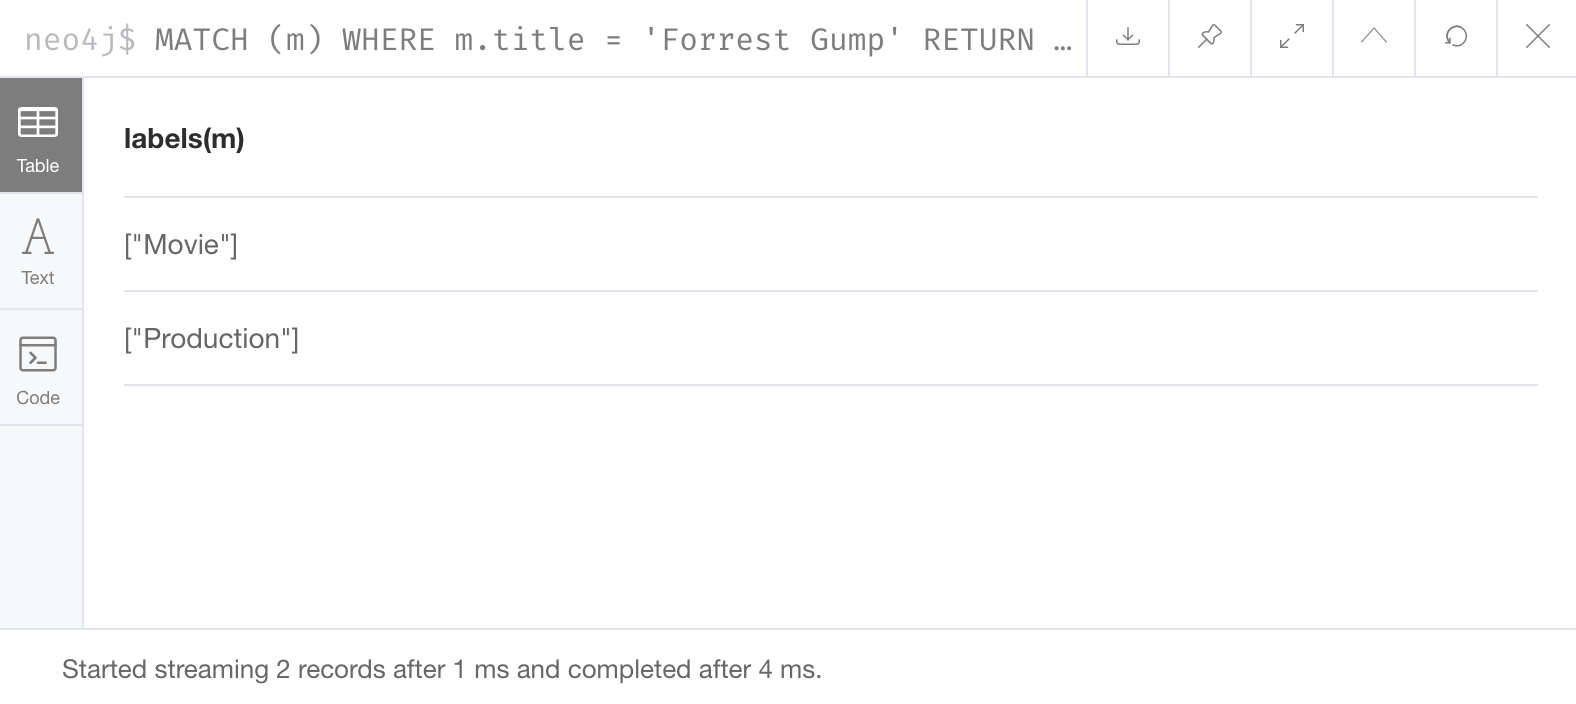 neo4j$ MATCH (m) WHERE m.title = 'Forrest Gump' RETURN …
Table
labels(m)
["Movie"]
Text
["Production"]
Code
Started streaming 2 records after 1 ms and completed after 4 ms.